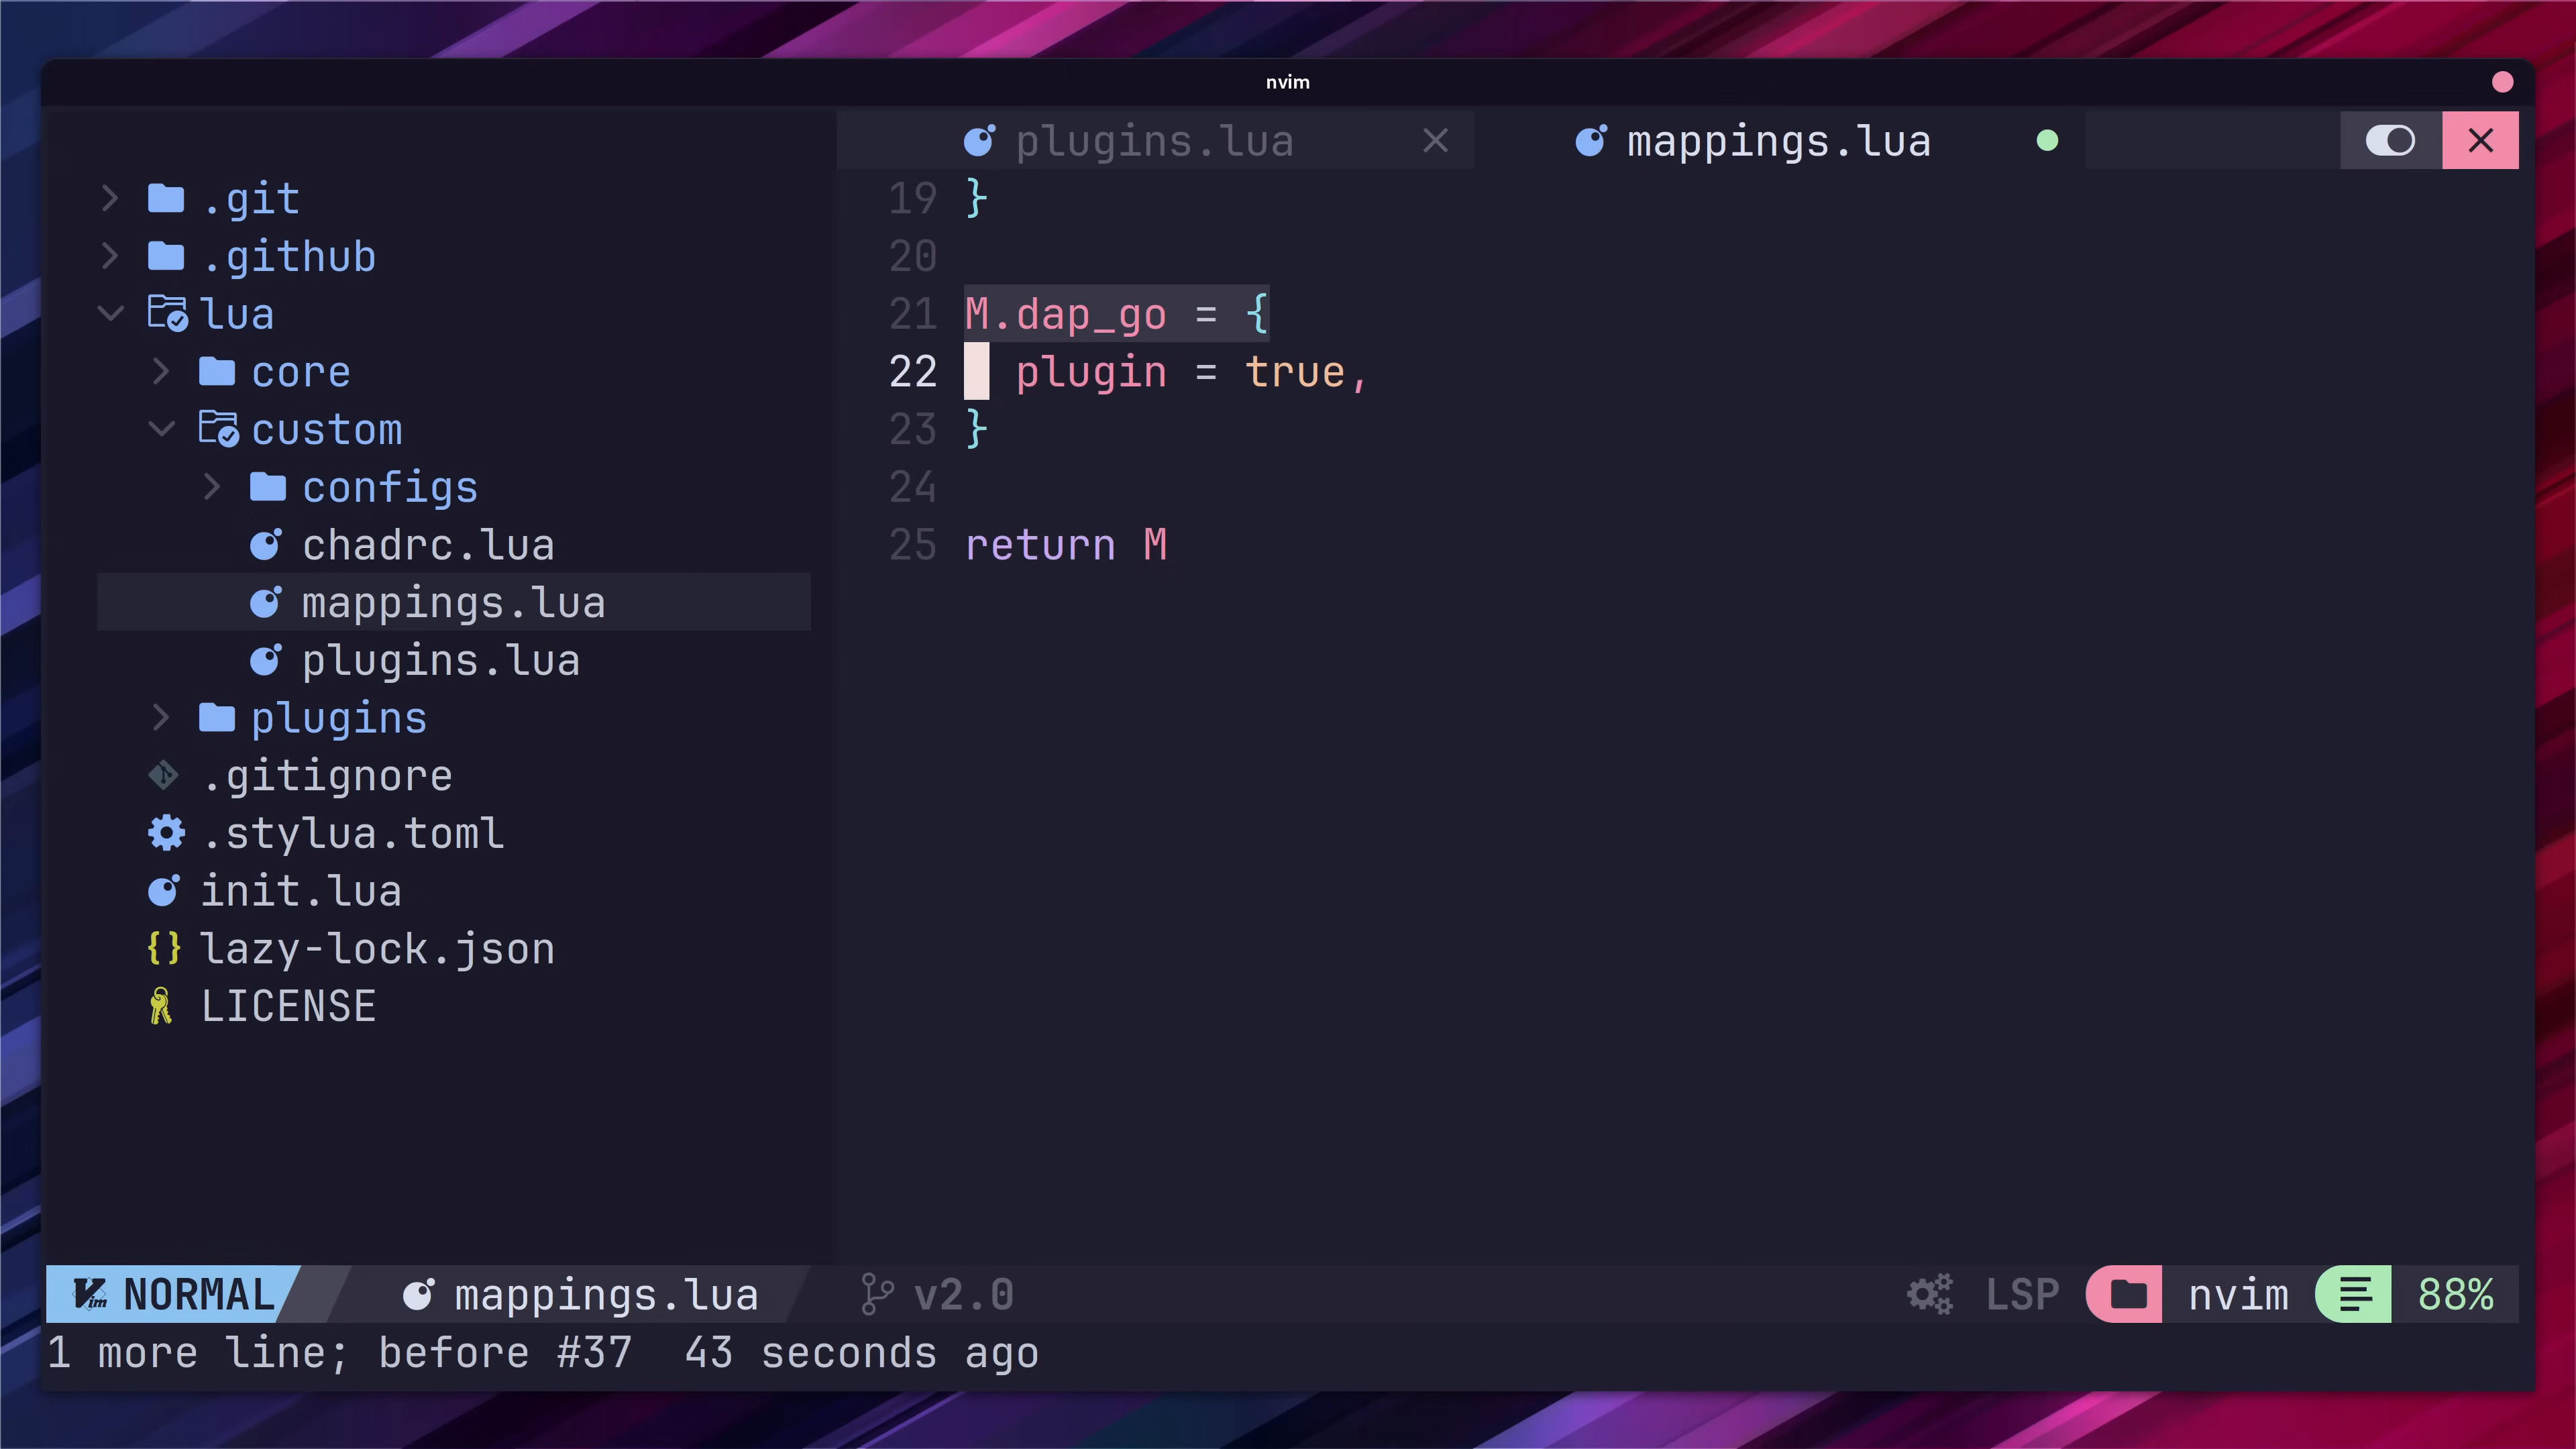 nvim
.git
.github
lua
core
custom
configs
chadrc.lua
mappings.lua
plugins.lua
plugins
.gitignore
.stylua.toml
init.lua
lazy-lock.json
LICENSE
plugins.lua mappings.lua
19 }
20
21 M.dap_go = {
22 plugin = true,
23 }
24
25 return M
NORMAL mappings.lua v2.0 LSP nvim 88%
1 more line; before #37 43 seconds ago